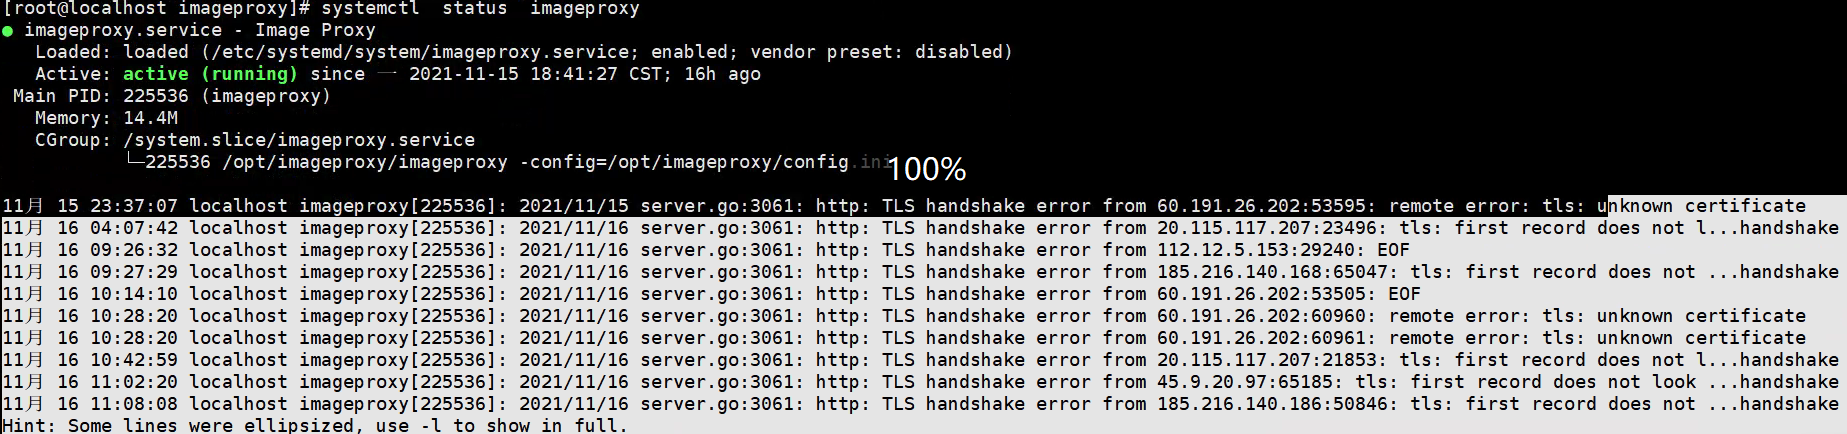 [root@localhost imageproxy]# systemctl  status  imageproxy
● imageproxy.service - Image Proxy
   Loaded: loaded (/etc/systemd/system/imageproxy.service; enabled; vendor preset: disabled)
   Active: active (running) since 一 2021-11-15 18:41:27 CST; 16h ago
 Main PID: 225536 (imageproxy)
   Memory: 14.4M
   CGroup: /system.slice/imageproxy.service
           └─225536 /opt/imageproxy/imageproxy -config=/opt/imageproxy/config.ini
100%
11月 15 23:37:07 localhost imageproxy[225536]: 2021/11/15 server.go:3061: http: TLS handshake error from 60.191.26.202:53595: remote error: tls: unknown certificate
11月 16 04:07:42 localhost imageproxy[225536]: 2021/11/16 server.go:3061: http: TLS handshake error from 20.115.117.207:23496: tls: first record does not l...handshake
11月 16 09:26:32 localhost imageproxy[225536]: 2021/11/16 server.go:3061: http: TLS handshake error from 112.12.5.153:29240: EOF
11月 16 09:27:29 localhost imageproxy[225536]: 2021/11/16 server.go:3061: http: TLS handshake error from 185.216.140.168:65047: tls: first record does not ...handshake
11月 16 10:14:10 localhost imageproxy[225536]: 2021/11/16 server.go:3061: http: TLS handshake error from 60.191.26.202:53505: EOF
11月 16 10:28:20 localhost imageproxy[225536]: 2021/11/16 server.go:3061: http: TLS handshake error from 60.191.26.202:60960: remote error: tls: unknown certificate
11月 16 10:28:20 localhost imageproxy[225536]: 2021/11/16 server.go:3061: http: TLS handshake error from 60.191.26.202:60961: remote error: tls: unknown certificate
11月 16 10:42:59 localhost imageproxy[225536]: 2021/11/16 server.go:3061: http: TLS handshake error from 20.115.117.207:21853: tls: first record does not l...handshake
11月 16 11:02:20 localhost imageproxy[225536]: 2021/11/16 server.go:3061: http: TLS handshake error from 45.9.20.97:65185: tls: first record does not look ...handshake
11月 16 11:08:08 localhost imageproxy[225536]: 2021/11/16 server.go:3061: http: TLS handshake error from 185.216.140.186:50846: tls: first record does not ...handshake
Hint: Some lines were ellipsized, use -l to show in full.